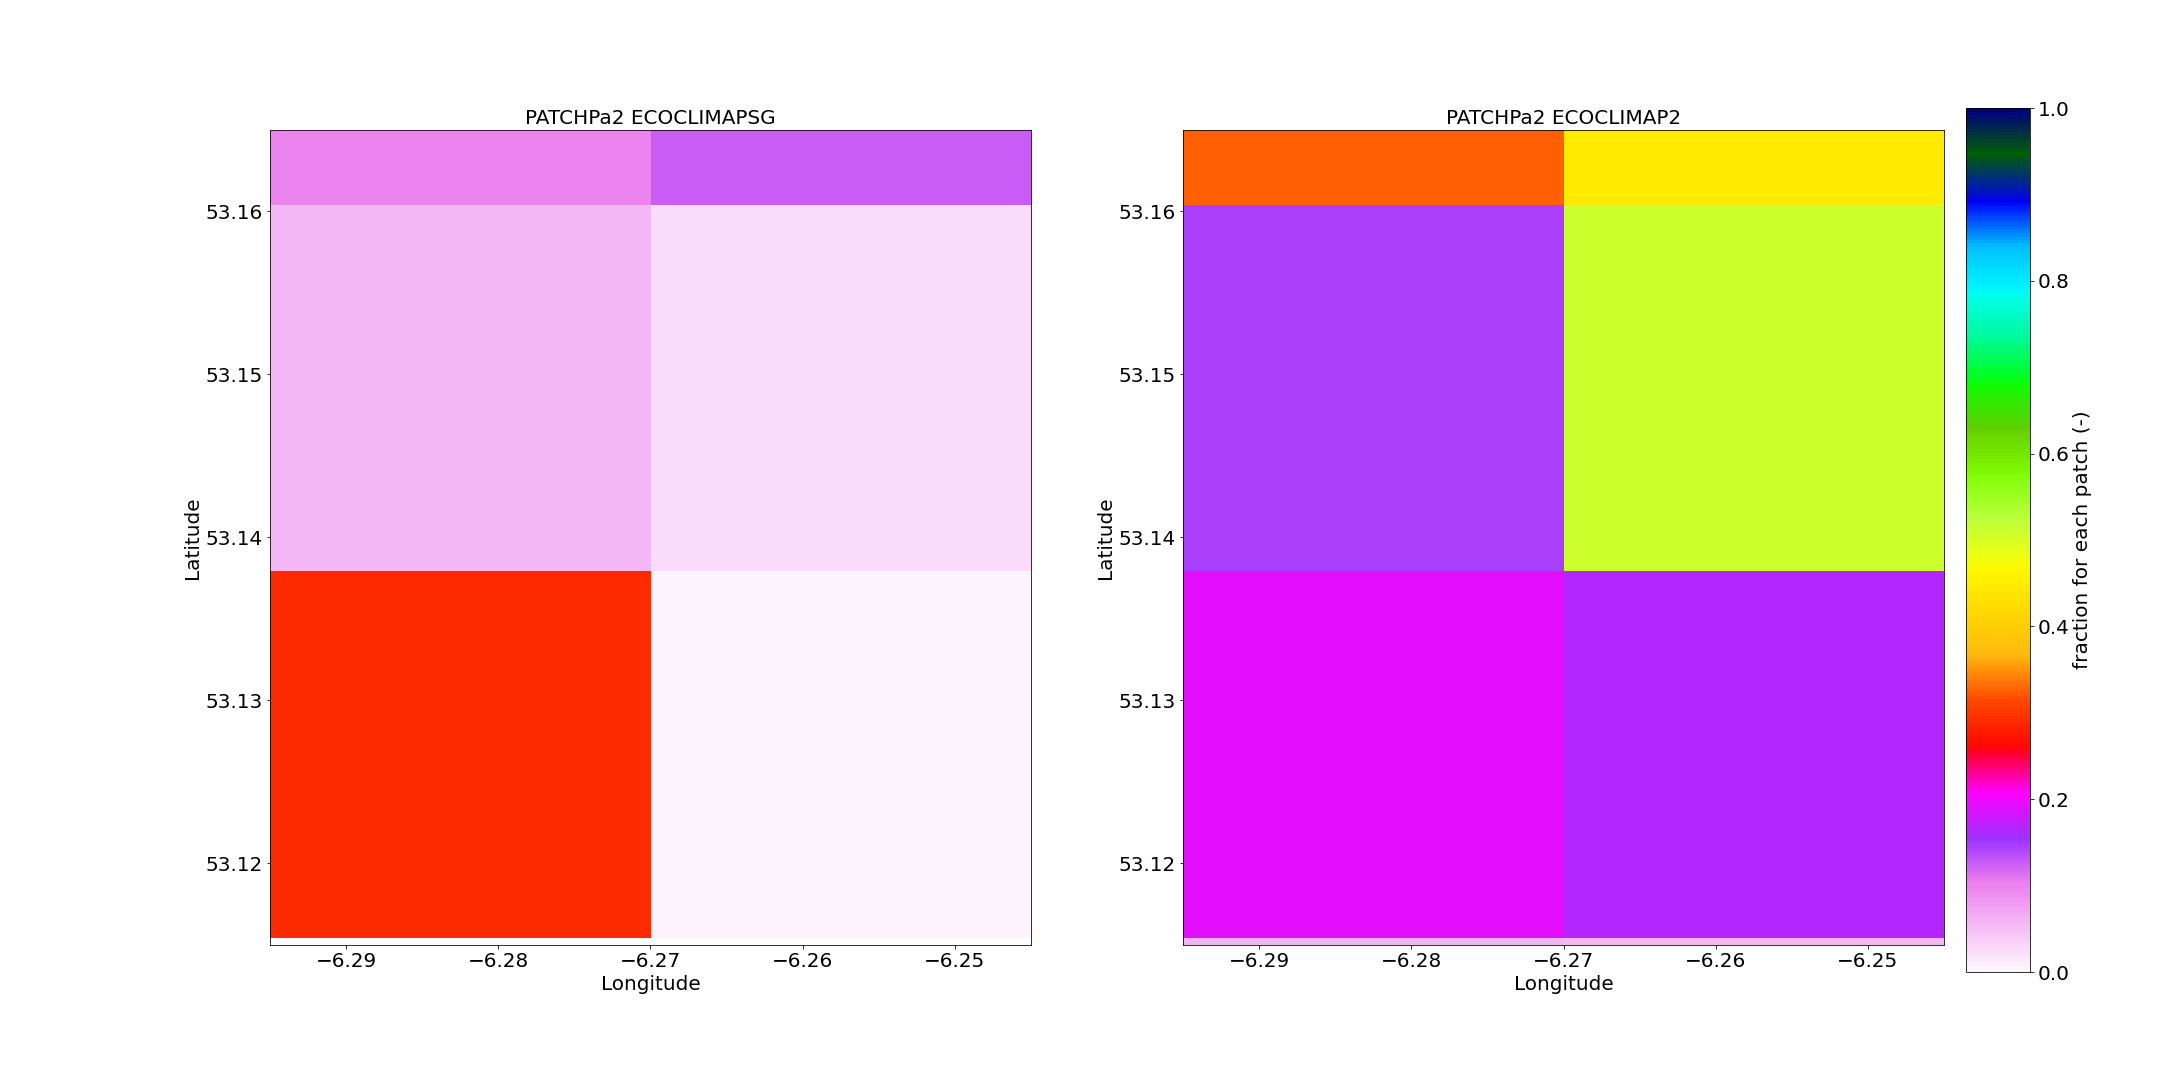 PATCHPa2 ECOCLIMAPSG
53.16
53.15
53.14
53.13
53.12
Latitude
−6.29 −6.28 −6.27 −6.26 −6.25
Longitude
PATCHPa2 ECOCLIMAP2
53.16
53.15
53.14
53.13
53.12
Latitude
−6.29 −6.28 −6.27 −6.26 −6.25
Longitude
1.0
0.8
0.6
0.4
0.2
0.0
fraction for each patch (-)